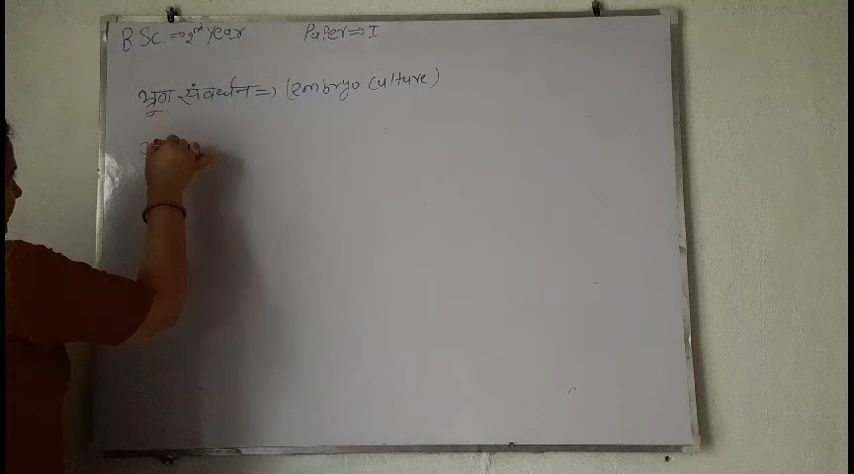 B Sc. ⇒ 2nd year Paper ⇒ I
भ्रूण संवर्धन ⇒ (Embryo Culture)